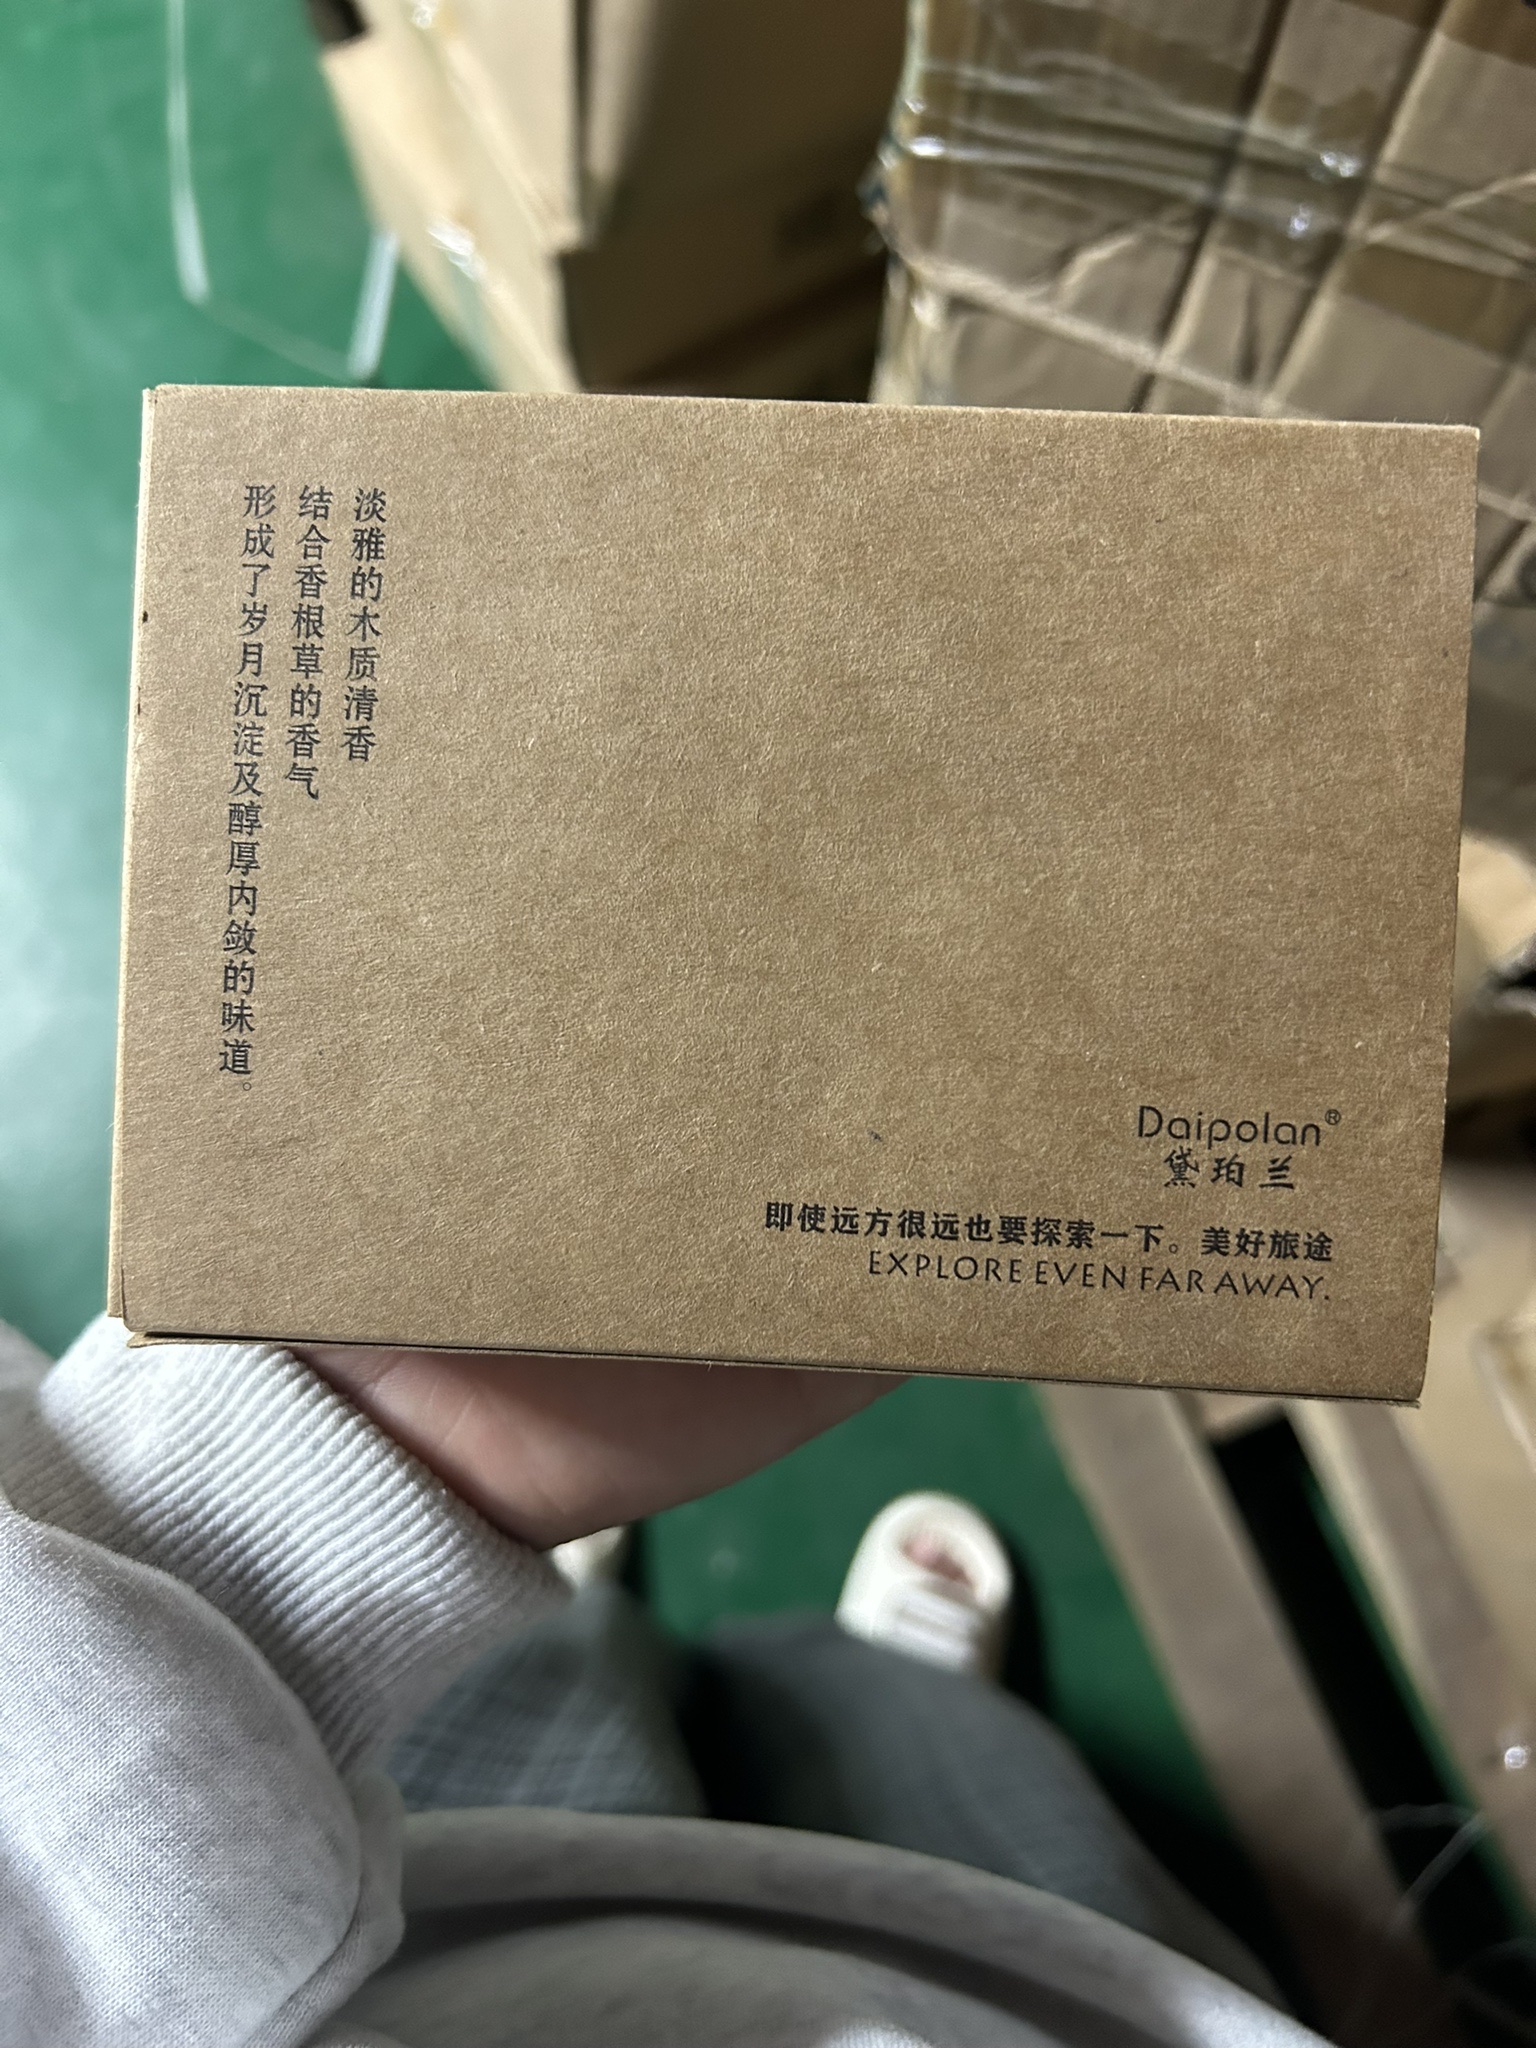 淡雅的木质清香
结合香根草的香气
形成了岁月沉淀及醇厚内敛的味道。
Daipolan®
黛珀兰
即使远方很远也要探索一下。美好旅途
EXPLORE EVEN FAR AWAY.